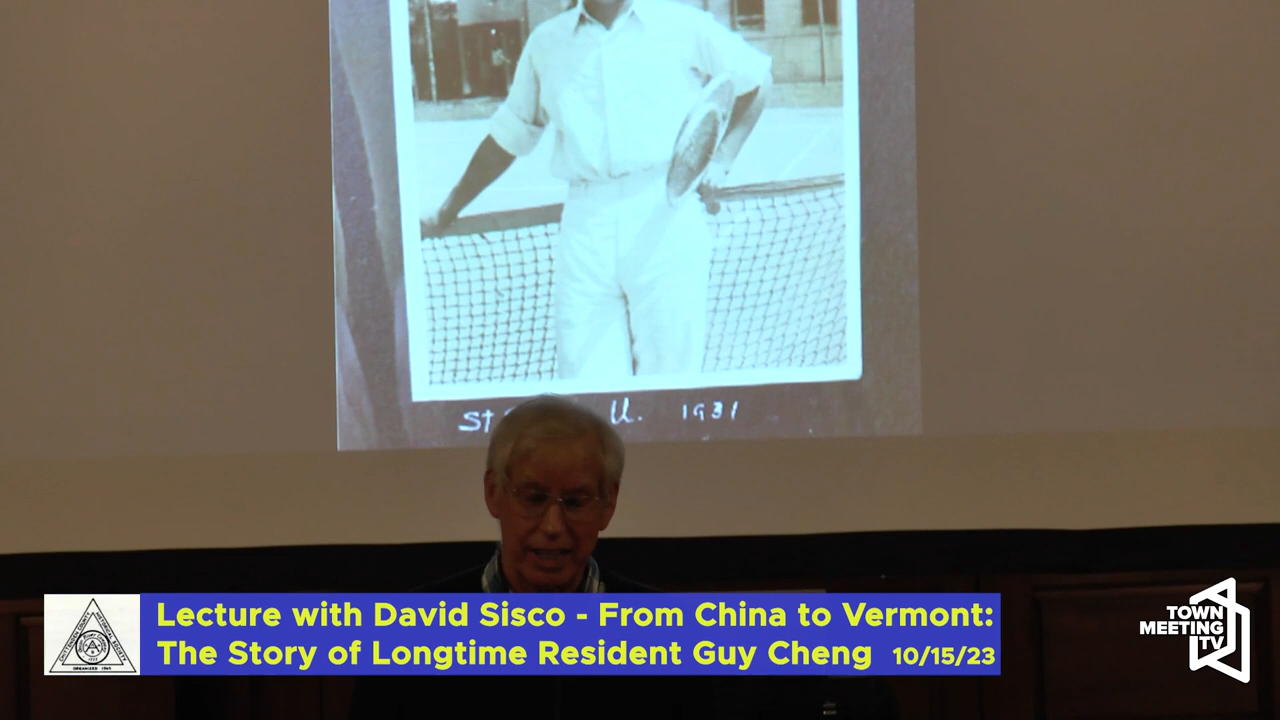 St U. 1931
Lecture with David Sisco - From China to Vermont:
The Story of Longtime Resident Guy Cheng 10/15/23
TOWN
MEETING
TV